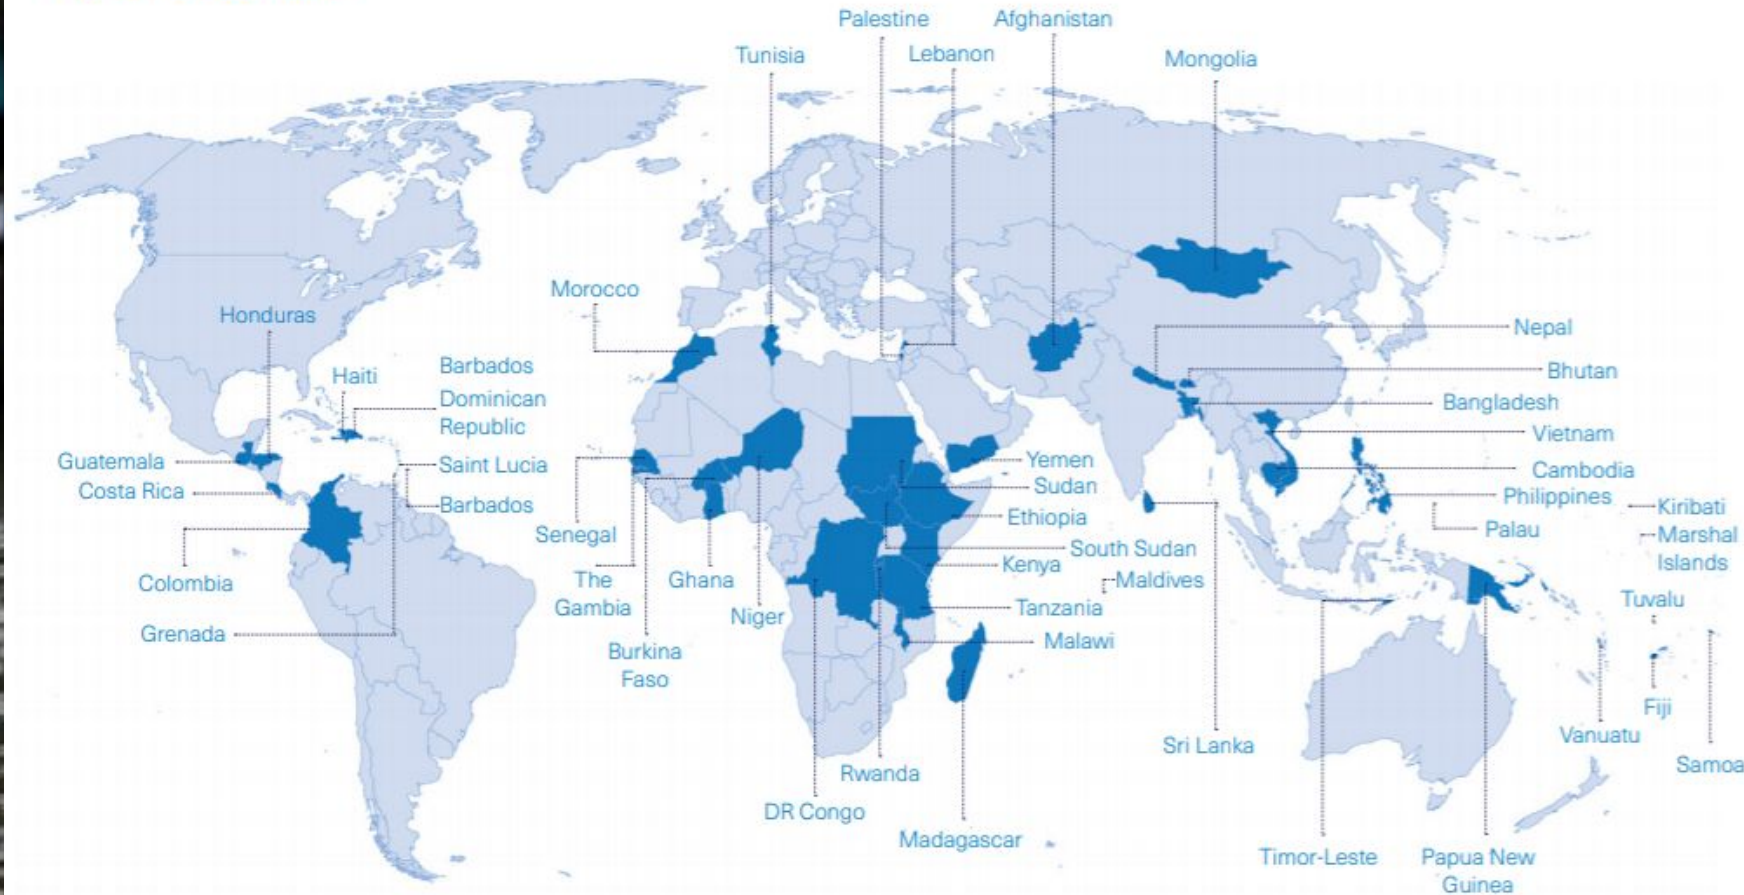 Palestine
Afghanistan
Tunisia
Lebanon
Mongolia
Morocco
Honduras
Nepal
Barbados
Haiti
Bhutan
Dominican
Republic
Bangladesh
Vietnam
Guatemala
Saint Lucia
Yemen
Cambodia
Costa Rica
Sudan
Philippines
Barbados
Kiribati
Ethiopia
Palau
Senegal
Marshal
Islands
South Sudan
Kenya
Colombia
The
Gambia
Ghana
Maldives
Niger
Tanzania
Tuvalu
Grenada
Malawi
Burkina
Faso
Fiji
Vanuatu
Sri Lanka
Samoa
Rwanda
DR Congo
Madagascar
Timor-Leste
Papua New
Guinea